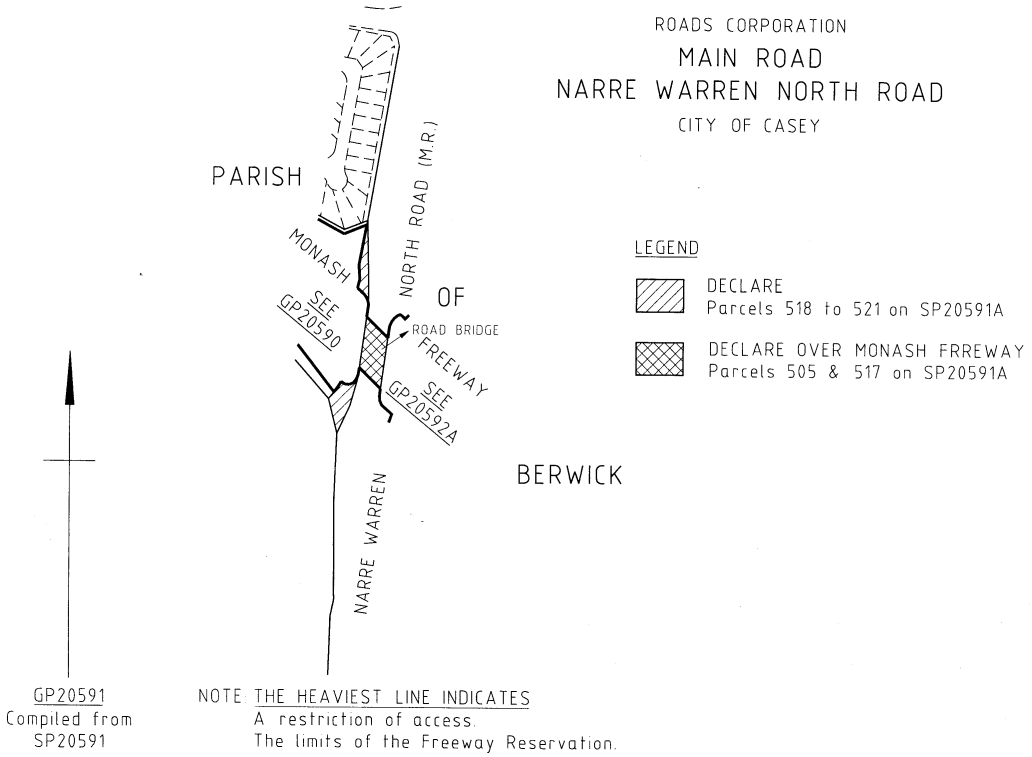 ROADS CORPORATION
MAIN ROAD
NARRE WARREN NORTH ROAD
CITY OF CASEY
PARISH
NORTH ROAD (M.R.)
MONASH
SEE
GP20590
OF
ROAD BRIDGE
FREEWAY
SEE
GP20592A
LEGEND
DECLARE
Parcels 518 to 521 on SP20591A
DECLARE OVER MONASH FRREWAY
Parcels 505 & 517 on SP20591A
BERWICK
NARRE WARREN
GP20591
Compiled from
SP20591
NOTE: THE HEAVIEST LINE INDICATES
A restriction of access.
The limits of the Freeway Reservation.